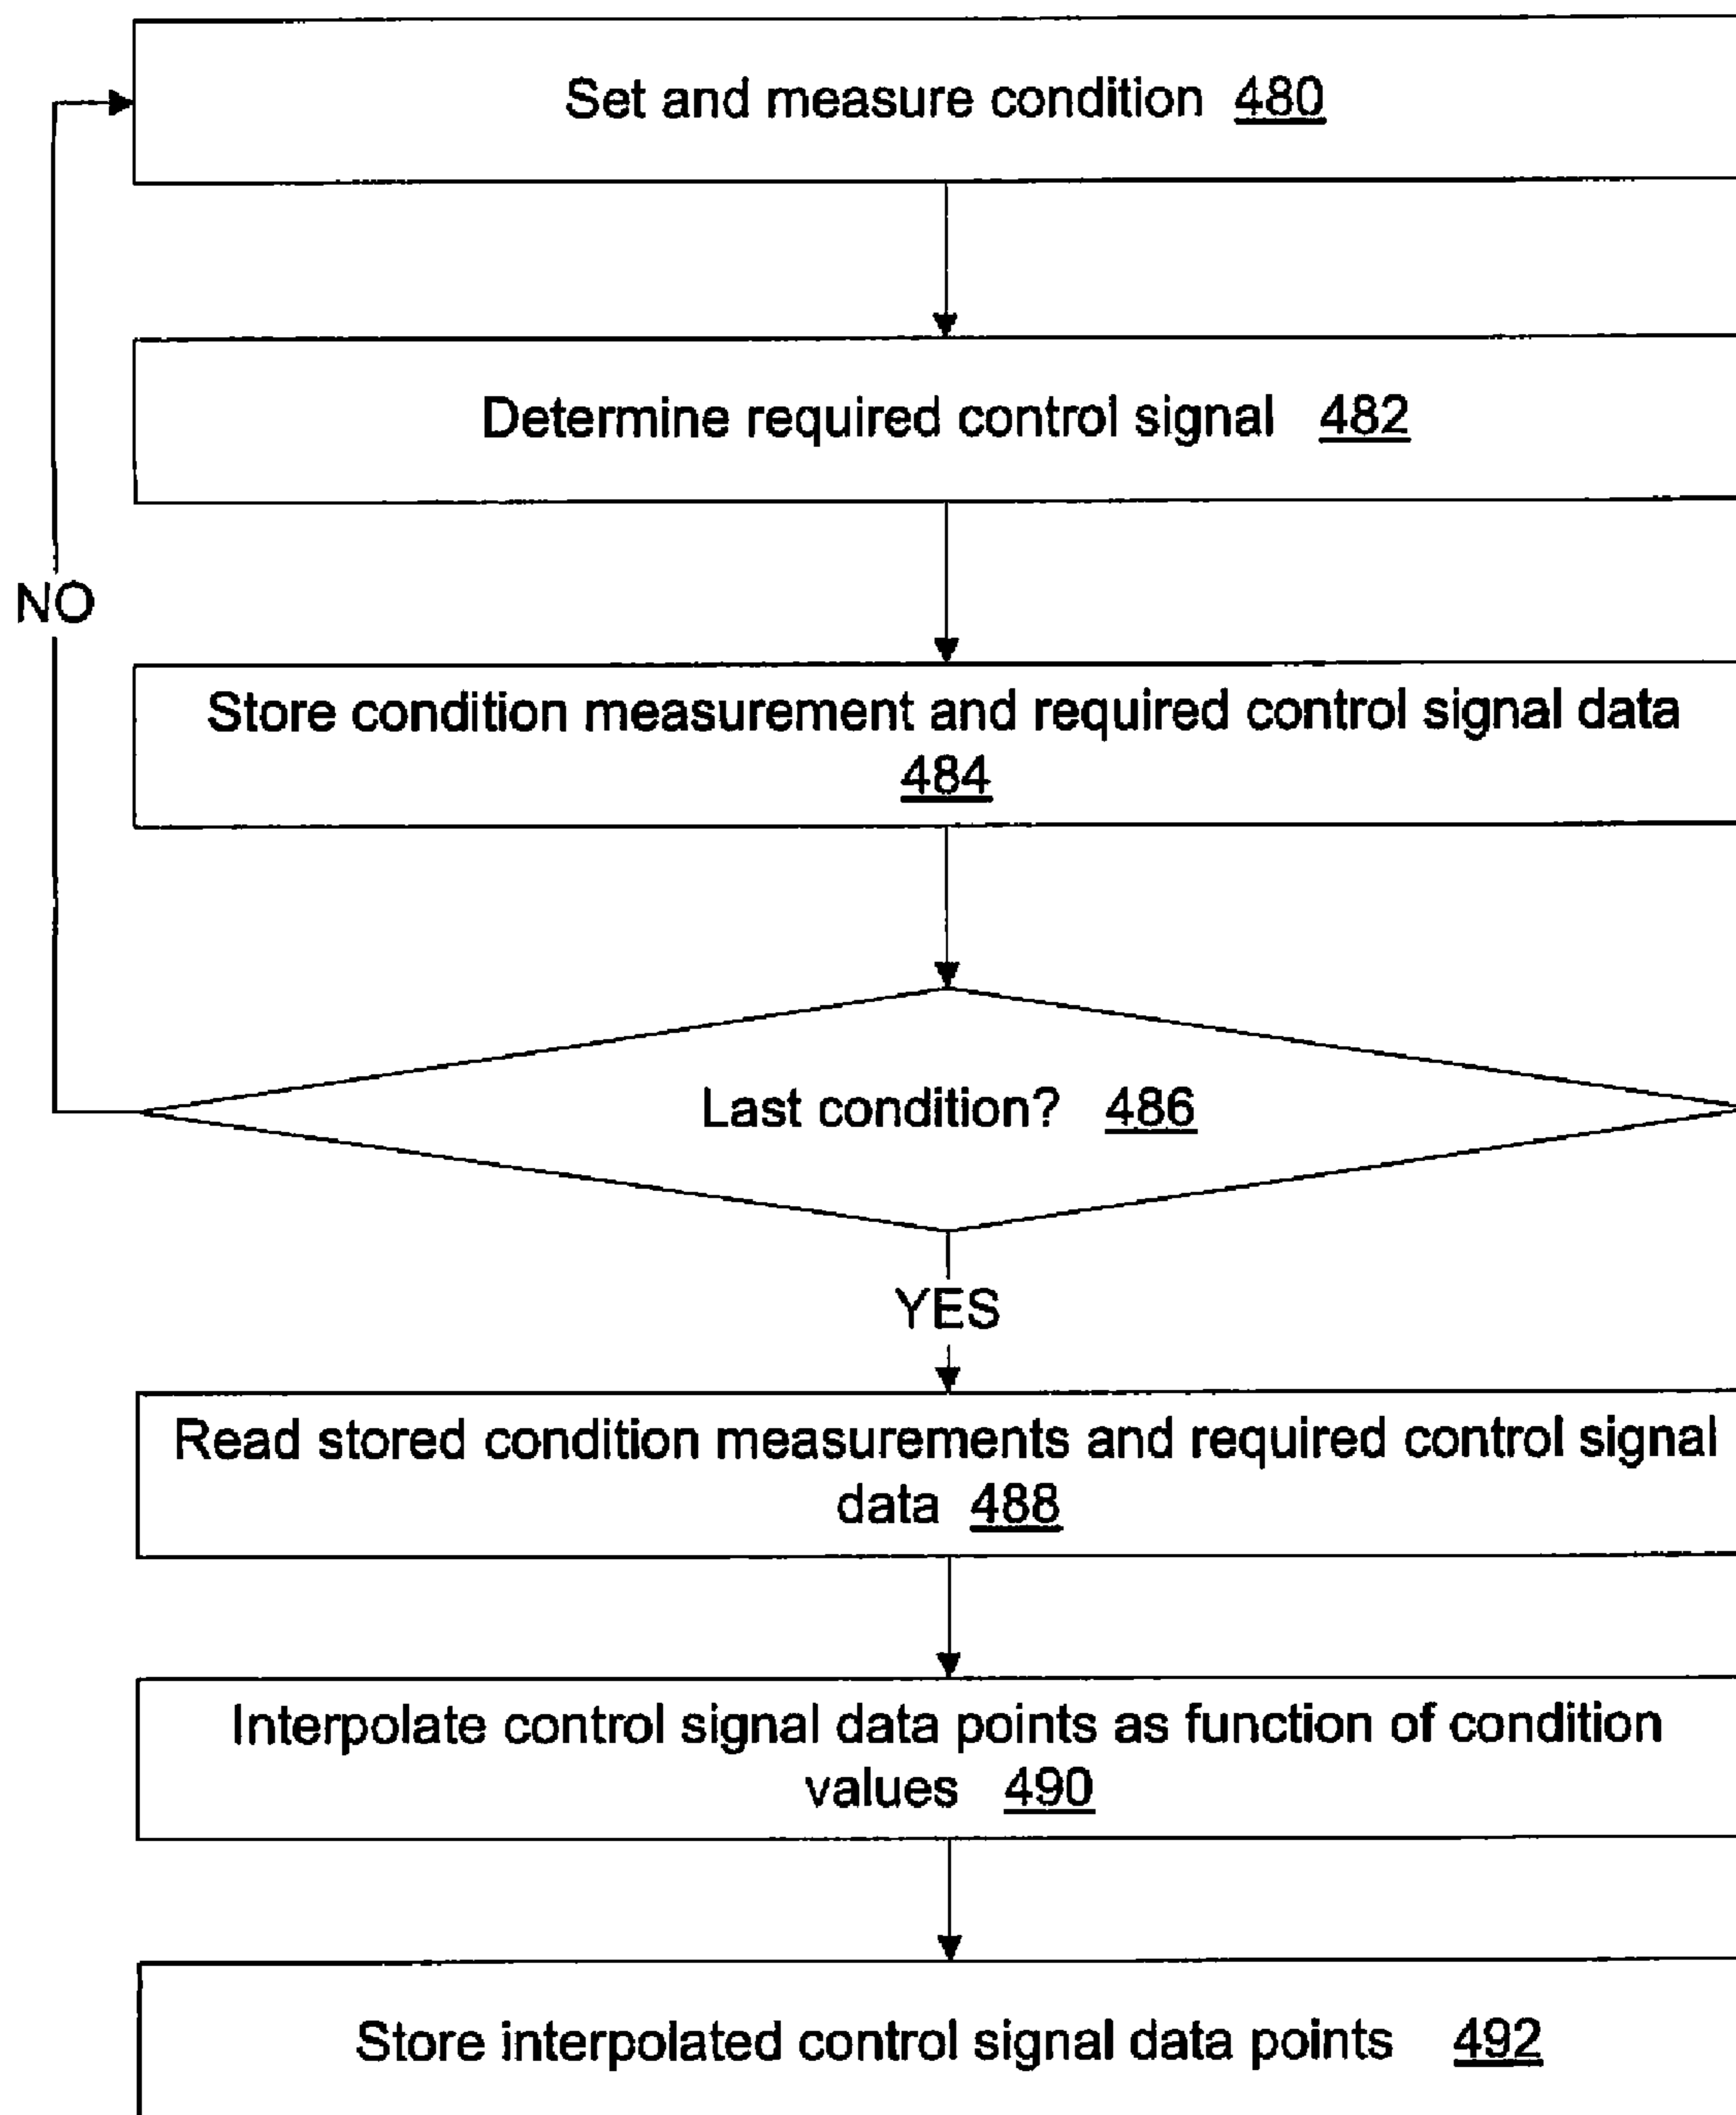 Set and measure condition 480
Determine required control signal 482
NO
Store condition measurement and required control signal data
484
Last condition? 486
YES
Read stored condition measurements and required control signal
data 488
Interpolate control signal data points as function of condition
values 490
Store interpolated control signal data points 492